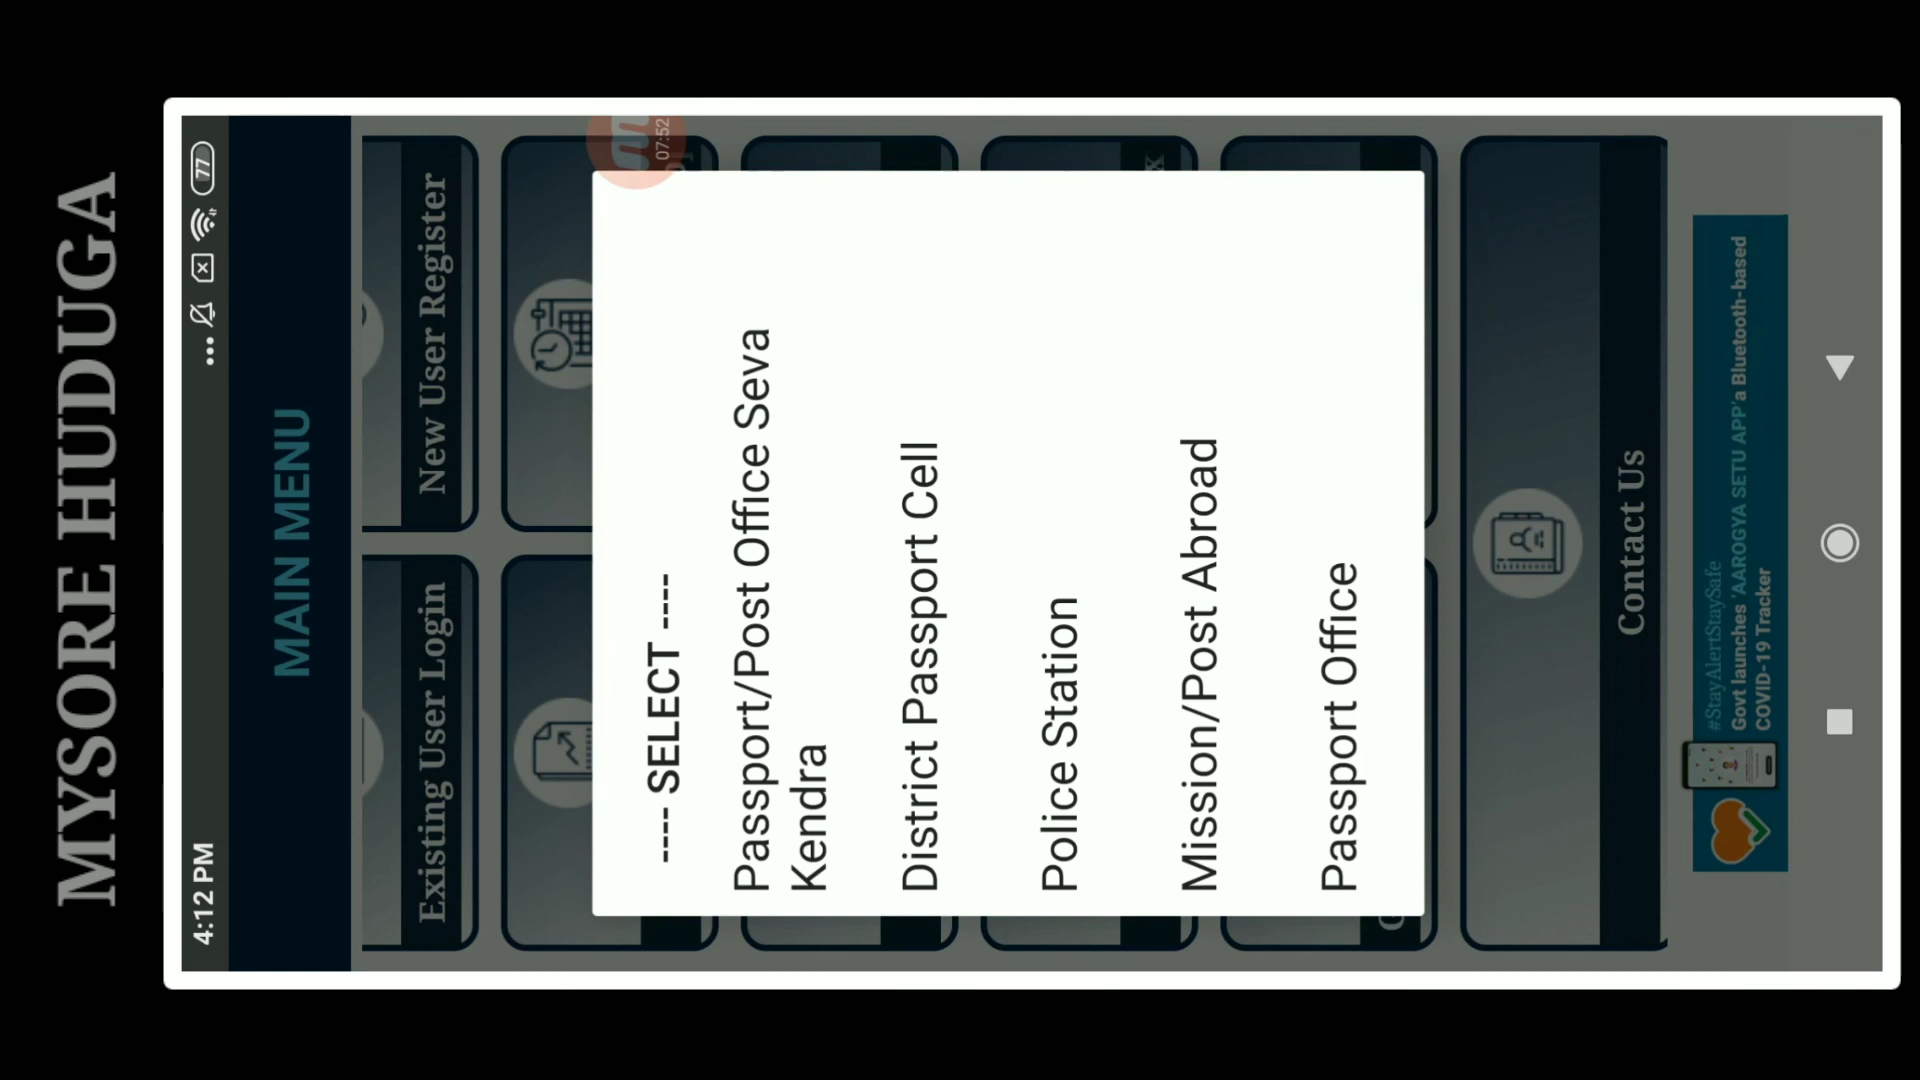 MYSORE HUDUGA
4:12 PM
77
MAIN MENU
Existing User Login
New User Register
07:52
---- SELECT ----
Passport/Post Office Seva
Kendra
District Passport Cell
Police Station
Mission/Post Abroad
Passport Office
Contact Us
#StayAlertStaySafe
Govt launches 'AAROGYA SETU APP'a Bluetooth-based
COVID-19 Tracker